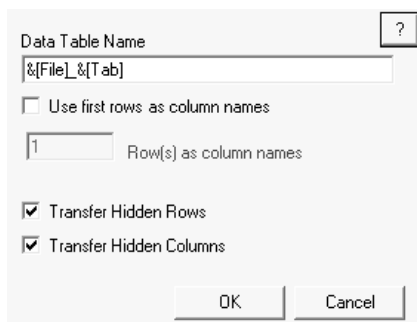 ?
Data Table Name
&[File]_&[Tab]
Use first rows as column names
1 Row(s) as column names
Transfer Hidden Rows
Transfer Hidden Columns
OK Cancel